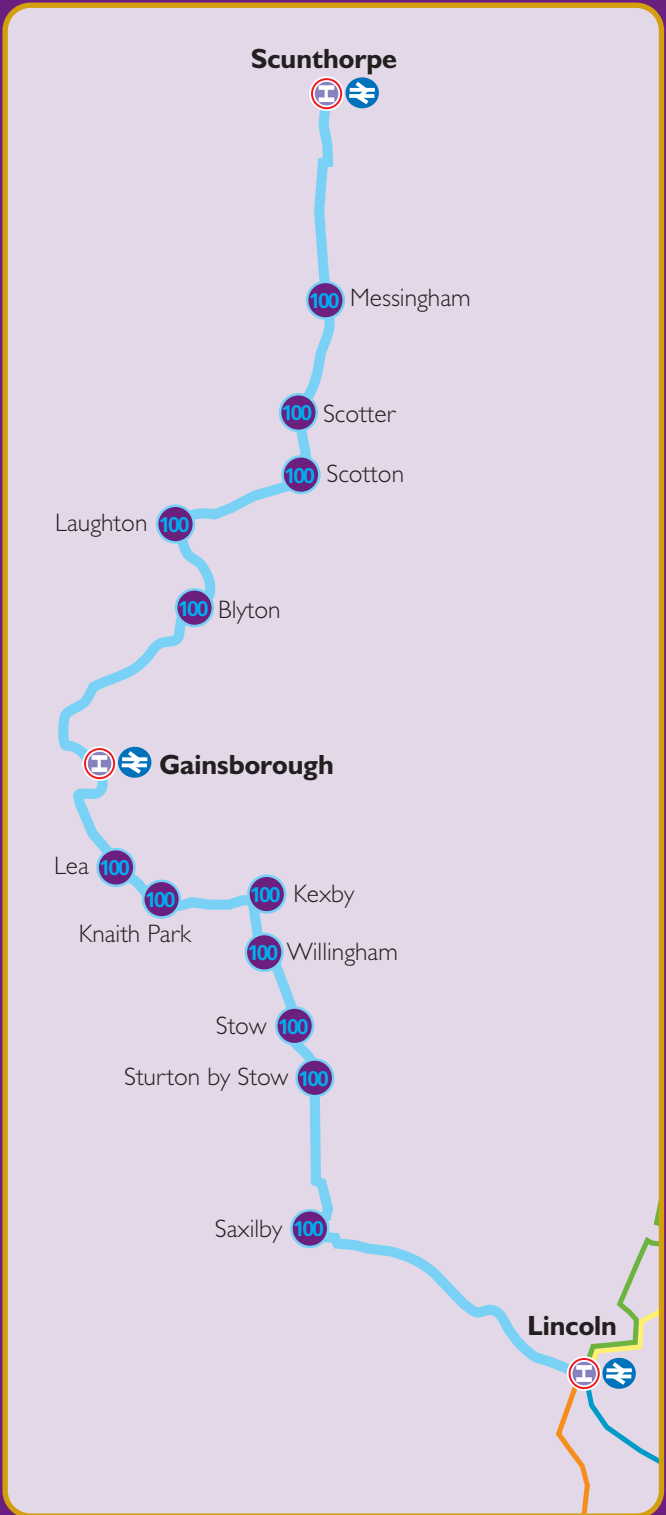 Scunthorpe
100 Messingham
100 Scotter
100 Scotton
Laughton 100
100 Blyton
Gainsborough
Lea 100
100
Knaith Park
100 Kexby
100 Willingham
Stow 100
Sturton by Stow 100
Saxilby 100
Lincoln